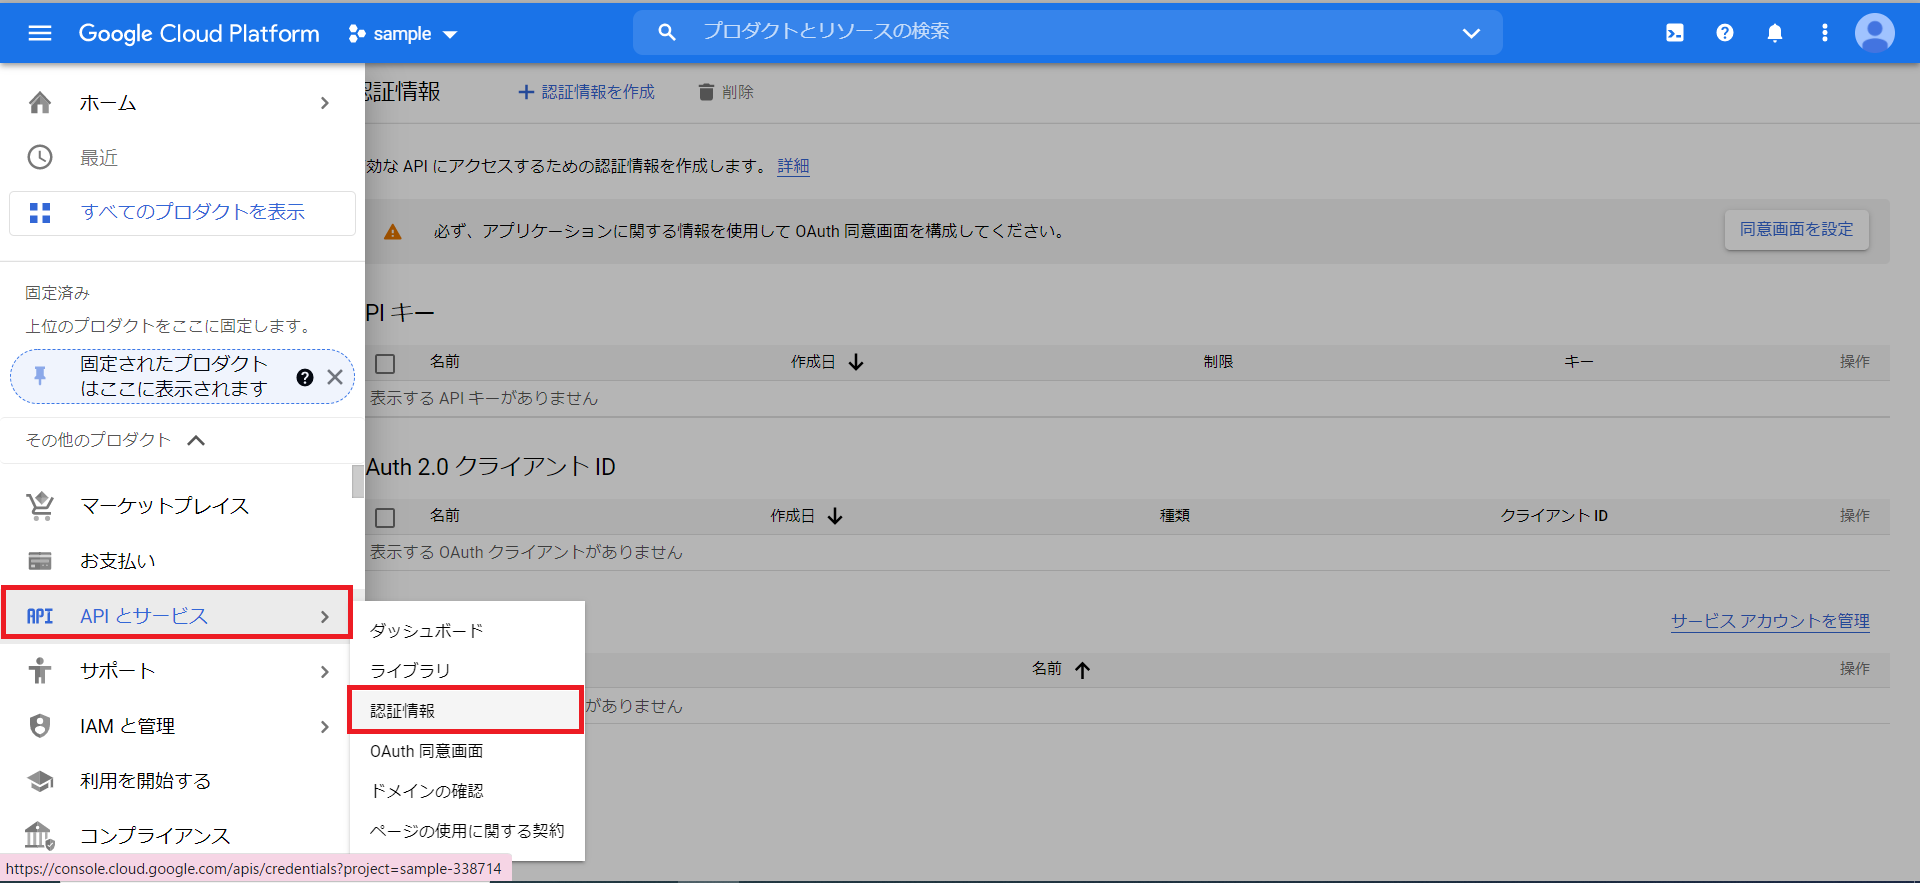 Google Cloud Platform
sample
プロダクトとリソースの検索
ホーム
最近
すべてのプロダクトを表示
固定済み
上位のプロダクトをここに固定します。
固定されたプロダクト
はここに表示されます
その他のプロダクト
マーケットプレイス
お支払い
API API とサービス
サポート
IAM と管理
利用を開始する
コンプライアンス
ダッシュボード
ライブラリ
認証情報
OAuth 同意画面
ドメインの確認
ページの使用に関する契約
認証情報
認証情報を作成
削除
効な API にアクセスするための認証情報を作成します。 詳細
必ず、アプリケーションに関する情報を使用して OAuth 同意画面を構成してください。
同意画面を設定
PI キー
名前 作成日 制限 キー 操作
表示する API キーがありません
Auth 2.0 クライアント ID
名前 作成日 種類 クライアント ID 操作
表示する OAuth クライアントがありません
サービス アカウントを管理
名前 操作
がありません
https://console.cloud.google.com/apis/credentials?project=sample-338714